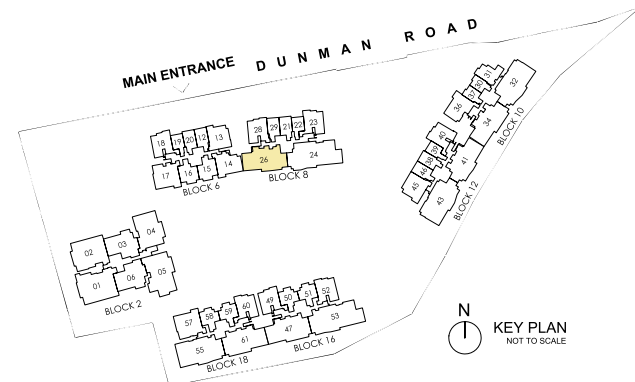 DUNMAN ROAD
MAIN ENTRANCE
18 19 20 12 13
17 16 15 14
BLOCK 6
28 29 21 22 23
26 24
BLOCK 8
31
30
37
32
36
34
BLOCK 10
40
39
38
46
45
41
43
BLOCK 12
02 03 04
01 06 05
BLOCK 2
57 58 59 60
55 61
BLOCK 18
49 50 51 52
47 53
BLOCK 16
N
KEY PLAN
NOT TO SCALE